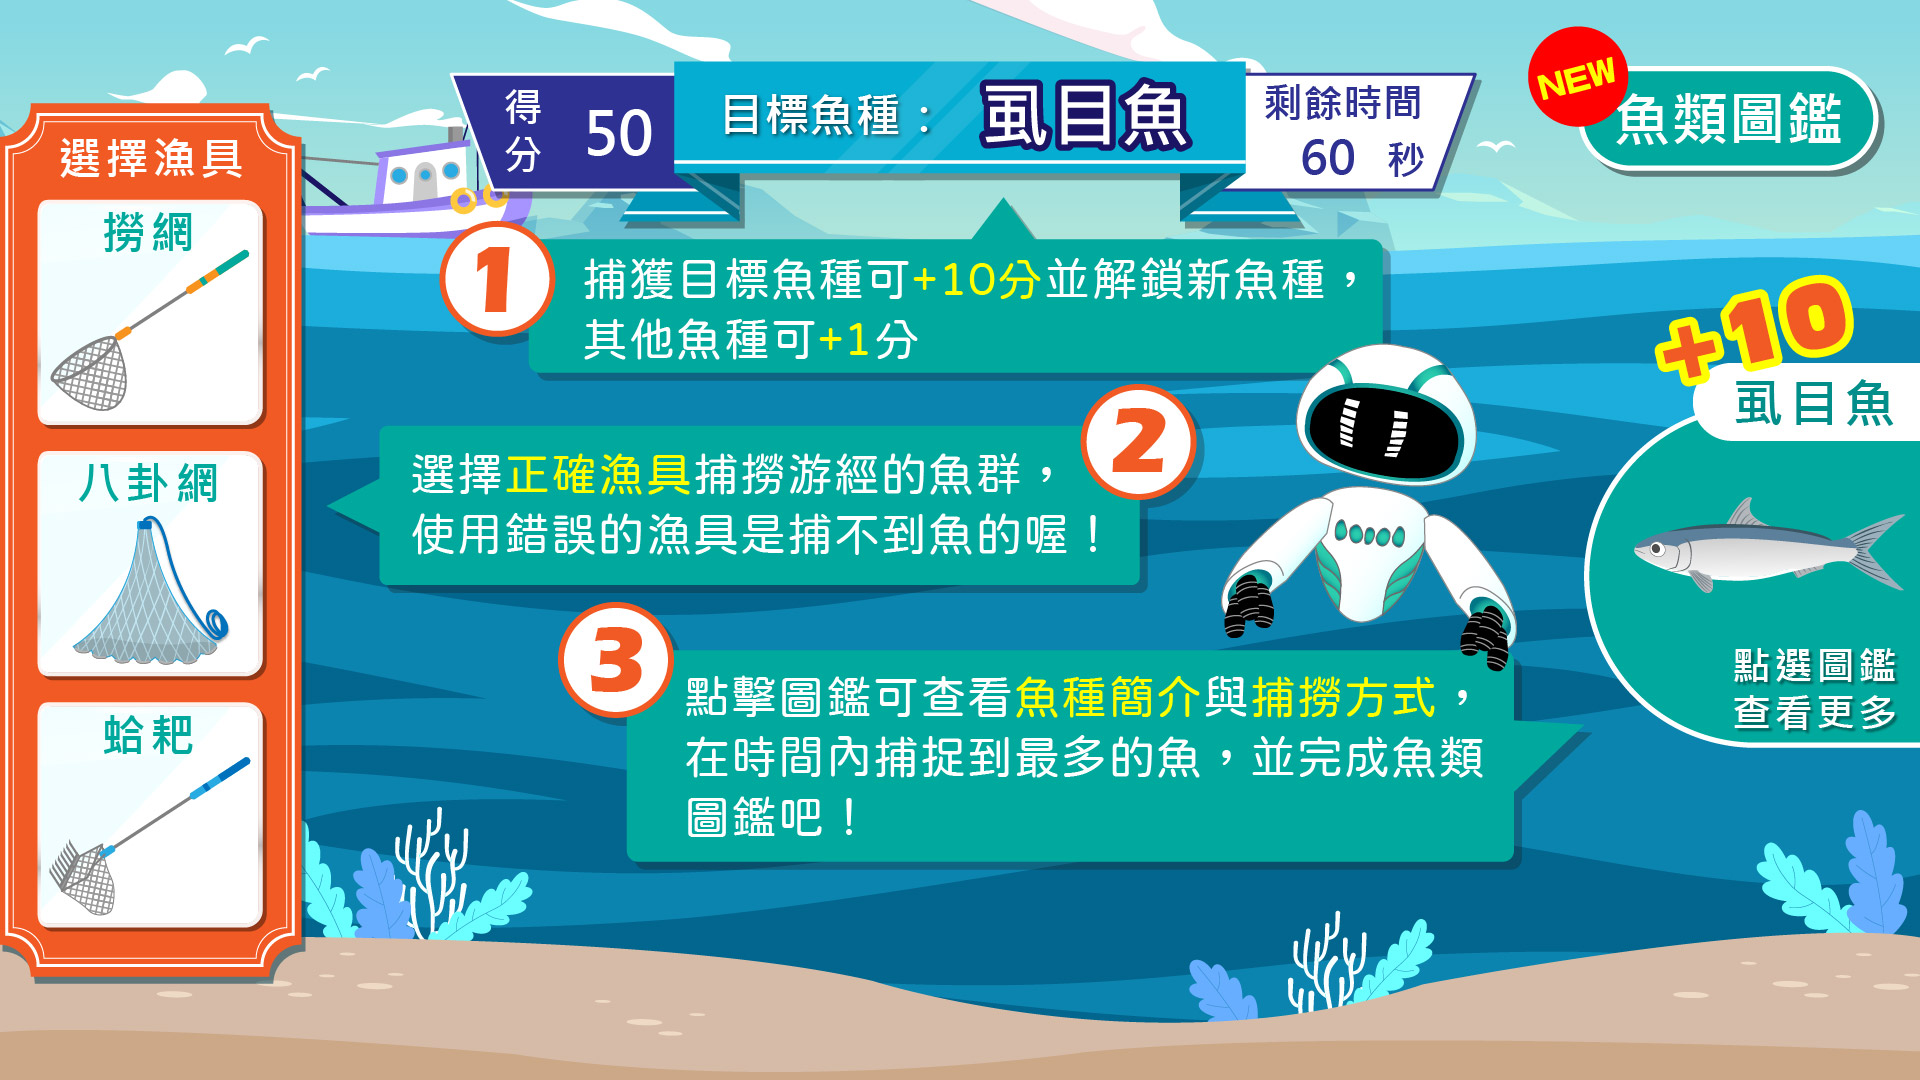 得分 50
目標魚種： 虱目魚
剩餘時間
60 秒
NEW
魚類圖鑑
選擇漁具
撈網
八卦網
蛤耙
1
捕獲目標魚種可+10分並解鎖新魚種，
其他魚種可+1分
2
選擇正確漁具捕撈游經的魚群，
使用錯誤的漁具是捕不到魚的喔！
3
點擊圖鑑可查看魚種簡介與捕撈方式，
在時間內捕捉到最多的魚，並完成魚類
圖鑑吧！
+10
虱目魚
點選圖鑑
查看更多